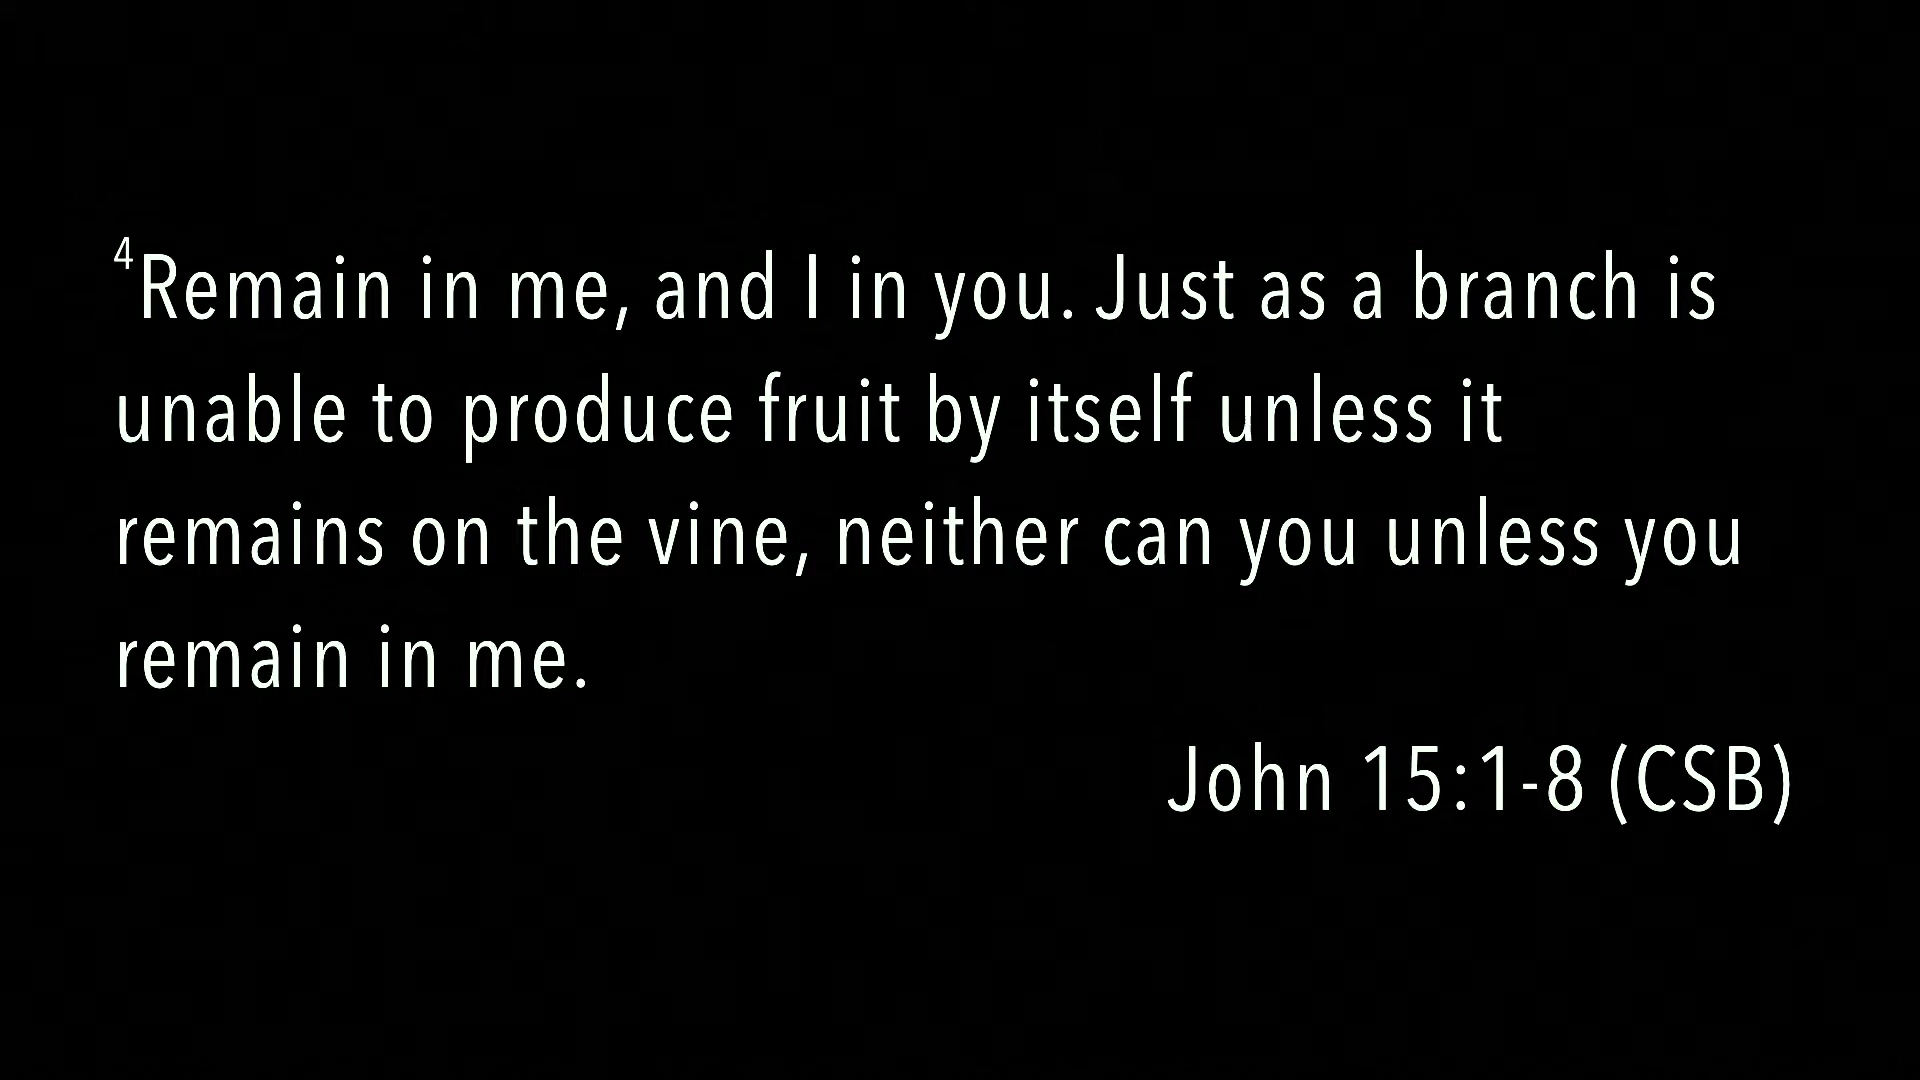 4Remain in me, and I in you. Just as a branch is
unable to produce fruit by itself unless it
remains on the vine, neither can you unless you
remain in me.
John 15:1-8 (CSB)